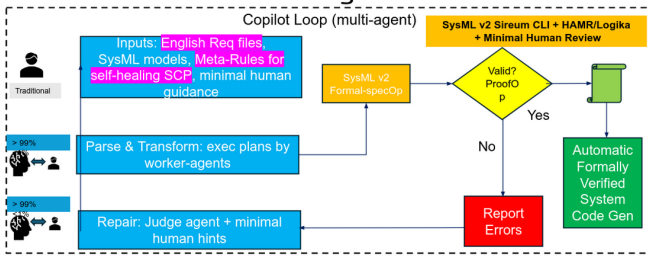 Copilot Loop (multi-agent)
SysML v2 Sireum CLI + HAMR/Logika
+ Minimal Human Review
Inputs: English Req files,
SysML models, Meta-Rules for
self-healing SCP, minimal human
guidance
Traditional
SysML v2
Formal-specOp
Valid?
ProofO
p
Yes
No
> 99%
Parse & Transform: exec plans by
worker-agents
Automatic
Formally
Verified
System
Code Gen
> 99%
Repair: Judge agent + minimal
human hints
Report
Errors